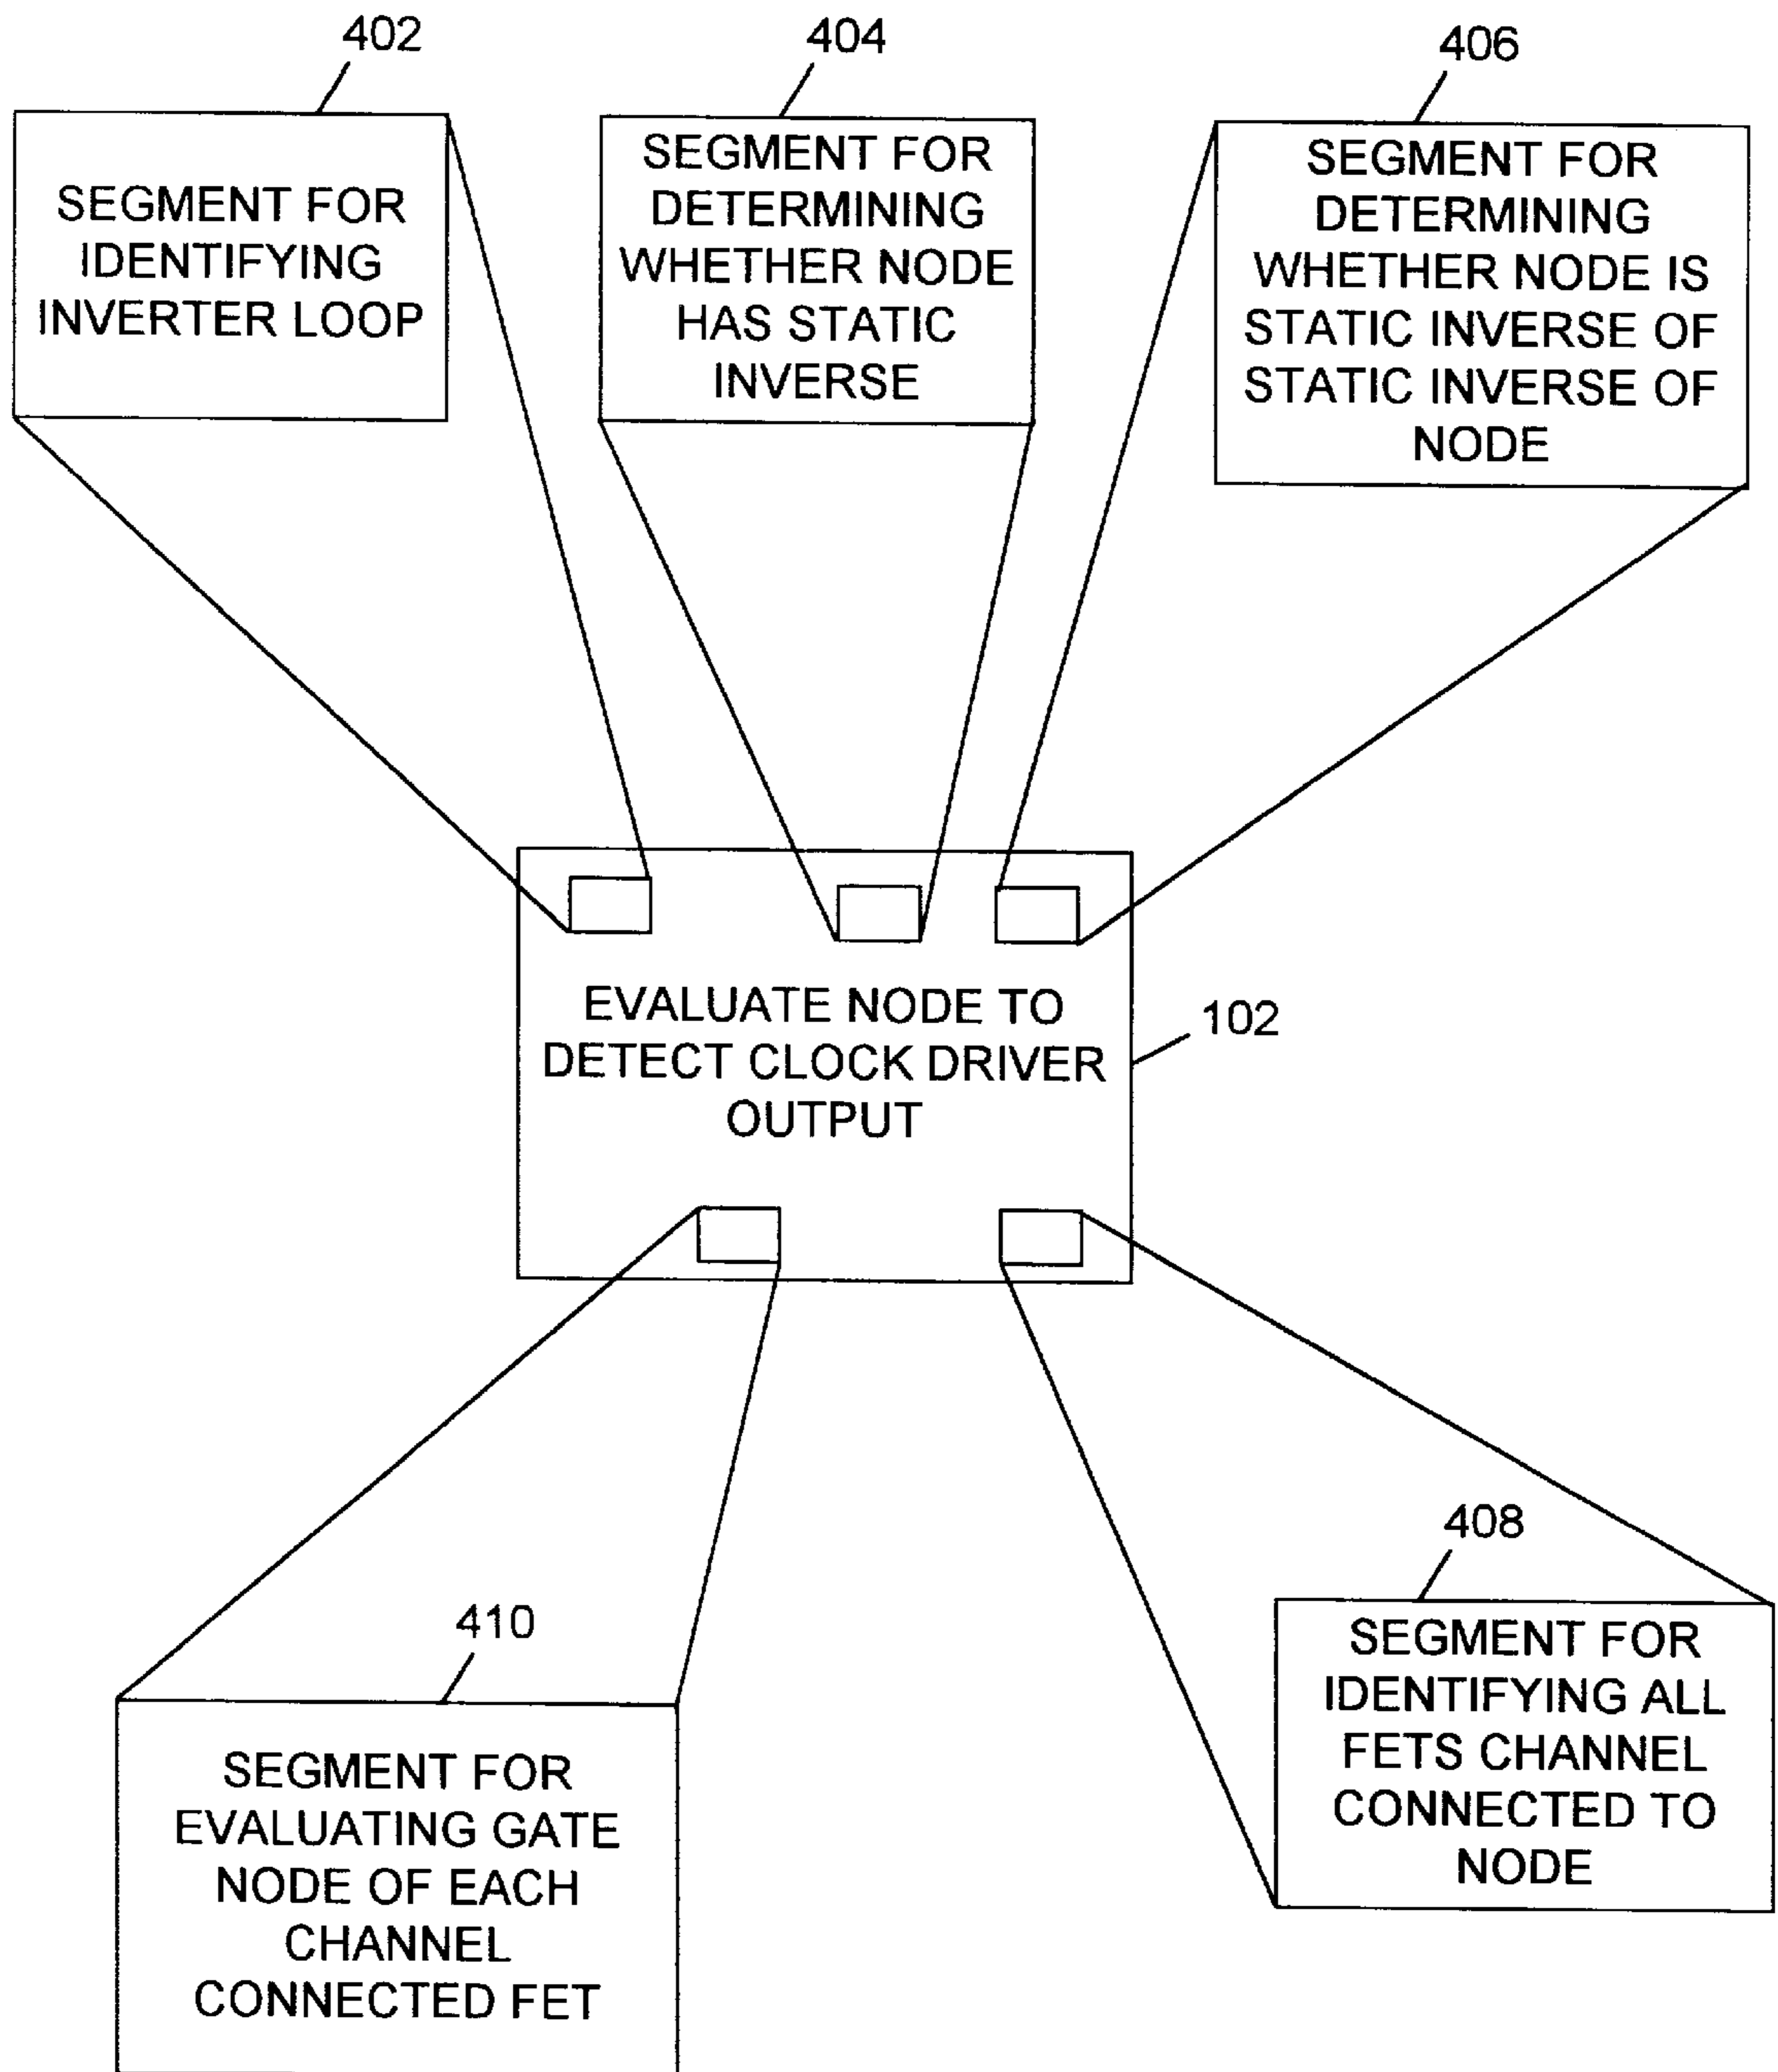 402
SEGMENT FOR
IDENTIFYING
INVERTER LOOP
404
SEGMENT FOR
DETERMINING
WHETHER NODE
HAS STATIC
INVERSE
406
SEGMENT FOR
DETERMINING
WHETHER NODE IS
STATIC INVERSE OF
STATIC INVERSE OF
NODE
EVALUATE NODE TO
DETECT CLOCK DRIVER
OUTPUT
102
410
SEGMENT FOR
EVALUATING GATE
NODE OF EACH
CHANNEL
CONNECTED FET
408
SEGMENT FOR
IDENTIFYING ALL
FETS CHANNEL
CONNECTED TO
NODE